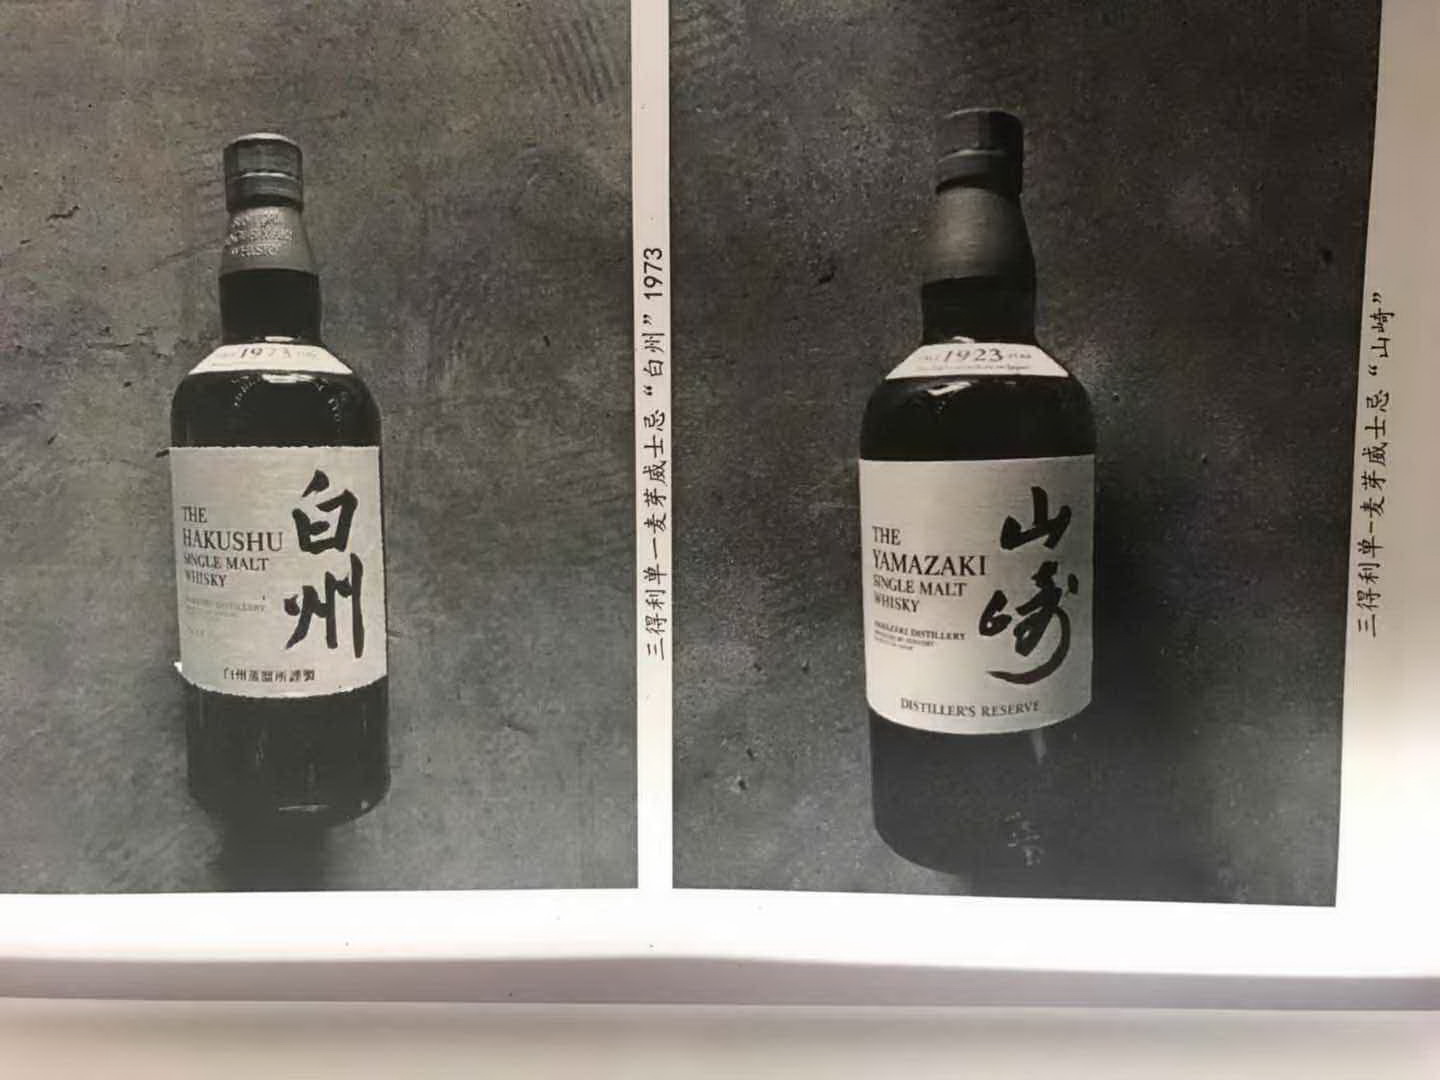 1973
THE
HAKUSHU
SINGLE MALT
WHISKY
白州
白州蒸溜所謹製
三得利单一麦芽威士忌“白州”1973
1923
THE
YAMAZAKI
SINGLE MALT
WHISKY
YAMAZAKI DISTILLERY
山崎
DISTILLER'S RESERVE
三得利单一麦芽威士忌“山崎”